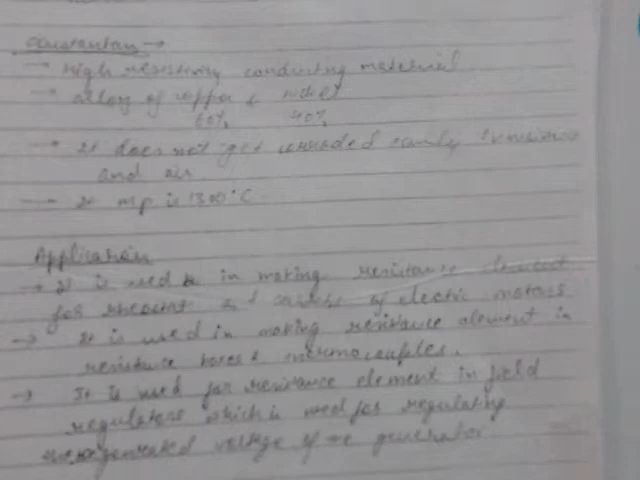 Constantan →
→ High resistivity conducting material
→ alloy of copper & nickel
60% 40%
→ It does not get corroded easily
and air
→ It mp is 1300°C
Application
→ It is used in making resistance element
for rheostat and of electric motors
→ It is used in making resistance element in
resistance boxes & thermocouples.
→ It is used for resistance element in field
regulators which is used for regulating
generated voltage of generator